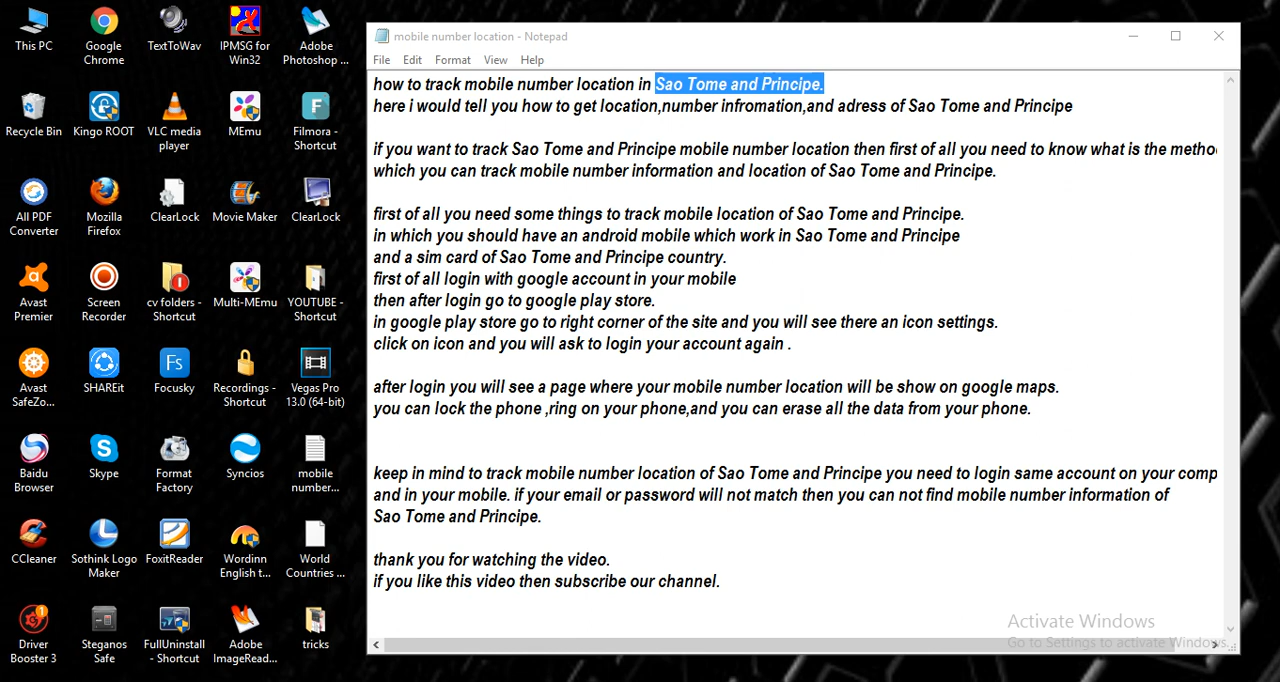 This PC
Google
Chrome
TextToWav
IPMSG for
Win32
Adobe
Photoshop ...
Recycle Bin
Kingo ROOT
VLC media
player
MEmu
Filmora -
Shortcut
All PDF
Converter
Mozilla
Firefox
ClearLock
Movie Maker
ClearLock
Avast
Premier
Screen
Recorder
cv folders -
Shortcut
Multi-MEmu
YOUTUBE -
Shortcut
Avast
SafeZo...
SHAREit
Focusky
Recordings -
Shortcut
Vegas Pro
13.0 (64-bit)
Baidu
Browser
Skype
Format
Factory
Syncios
mobile
number...
CCleaner
Sothink Logo
Maker
FoxitReader
Wordinn
English t...
World
Countries ...
Driver
Booster 3
Steganos
Safe
FullUninstall
- Shortcut
Adobe
ImageRead...
tricks
mobile number location - Notepad
File Edit Format View Help
how to track mobile number location in Sao Tome and Principe.
here i would tell you how to get location,number infromation,and adress of Sao Tome and Principe
if you want to track Sao Tome and Principe mobile number location then first of all you need to know what is the metho
which you can track mobile number information and location of Sao Tome and Principe.
first of all you need some things to track mobile location of Sao Tome and Principe.
in which you should have an android mobile which work in Sao Tome and Principe
and a sim card of Sao Tome and Principe country.
first of all login with google account in your mobile
then after login go to google play store.
in google play store go to right corner of the site and you will see there an icon settings.
click on icon and you will ask to login your account again .
after login you will see a page where your mobile number location will be show on google maps.
you can lock the phone ,ring on your phone,and you can erase all the data from your phone.
keep in mind to track mobile number location of Sao Tome and Principe you need to login same account on your comp
and in your mobile. if your email or password will not match then you can not find mobile number information of
Sao Tome and Principe.
thank you for watching the video.
if you like this video then subscribe our channel.
Activate Windows
Go to Settings to activate Windows.